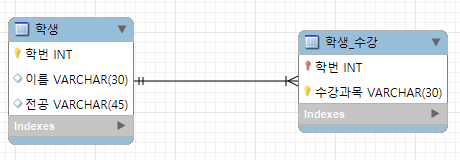 학생
학번 INT
이름 VARCHAR(30)
전공 VARCHAR(45)
Indexes
학생_수강
학번 INT
수강과목 VARCHAR(30)
Indexes